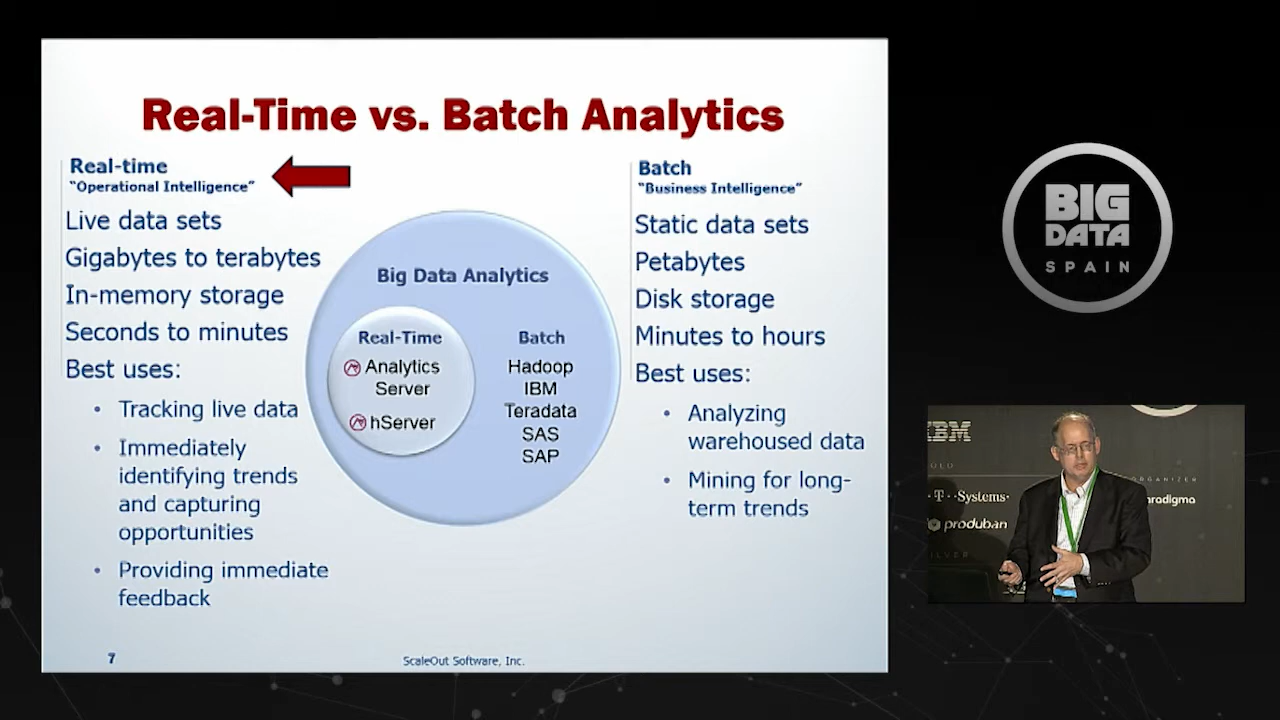 Real-Time vs. Batch Analytics
Real-time
"Operational Intelligence"
Live data sets
Gigabytes to terabytes
In-memory storage
Seconds to minutes
Best uses:
• Tracking live data
• Immediately
identifying trends
and capturing
opportunities
• Providing immediate
feedback
Big Data Analytics
Real-Time
Analytics
Server
hServer
Batch
Hadoop
IBM
Teradata
SAS
SAP
Batch
"Business Intelligence"
Static data sets
Petabytes
Disk storage
Minutes to hours
Best uses:
• Analyzing
warehoused data
• Mining for long-
term trends
7
ScaleOut Software, Inc.
BIG
DATA
SPAIN
IBM
OLD
·T··Systems·
produban
ILVER
ORGANIZER
aradigma